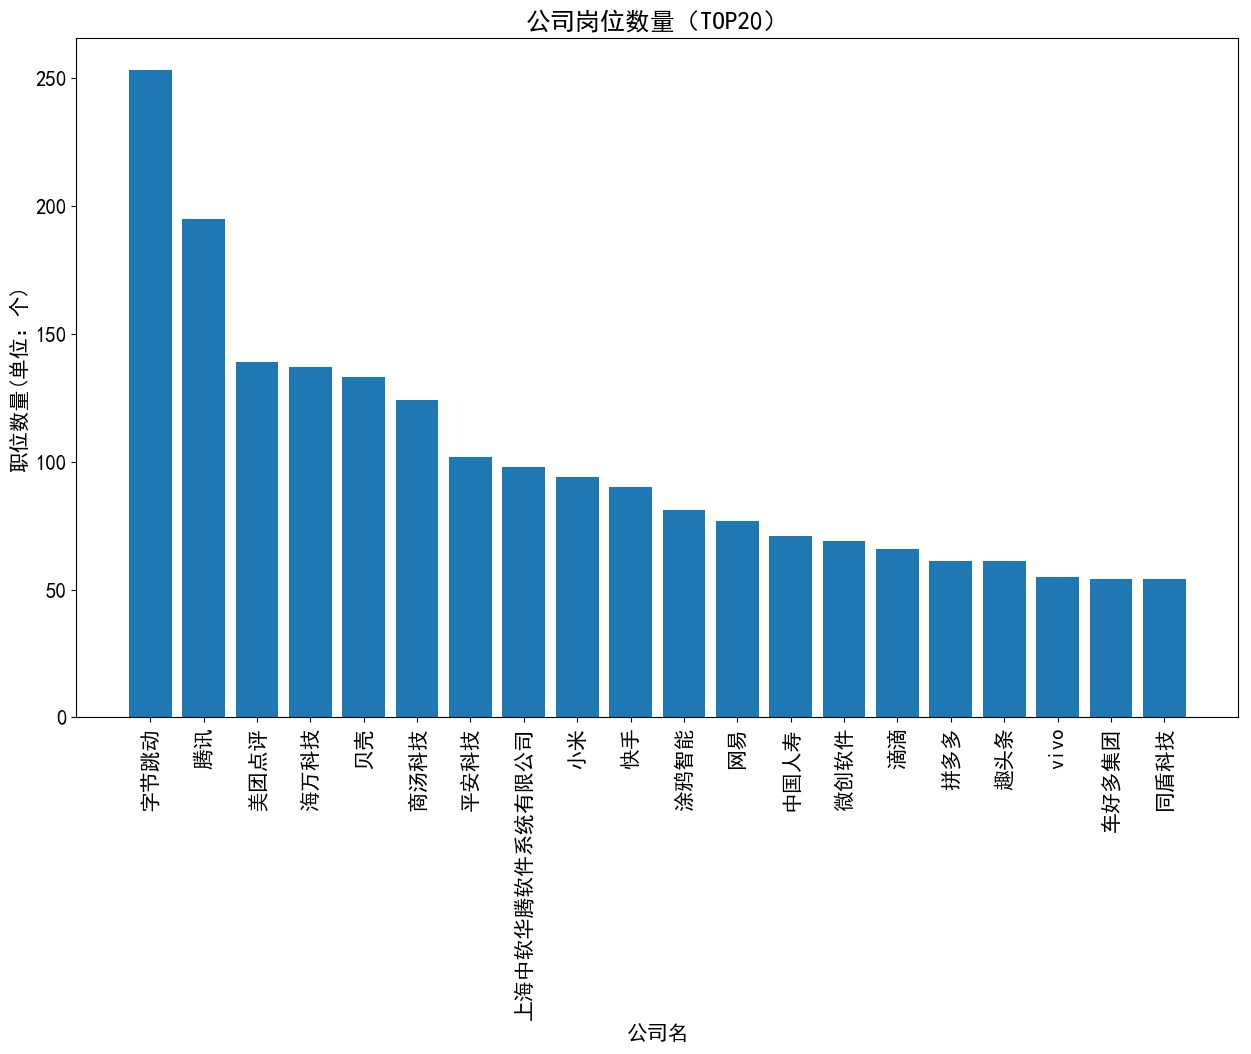 公司岗位数量（TOP20）
职位数量(单位：个)
250
200
150
100
50
0
字节跳动
腾讯
美团点评
海万科技
贝壳
商汤科技
平安科技
上海中软华腾软件系统有限公司
小米
快手
涂鸦智能
网易
中国人寿
微创软件
滴滴
拼多多
趣头条
vivo
车好多集团
同盾科技
公司名